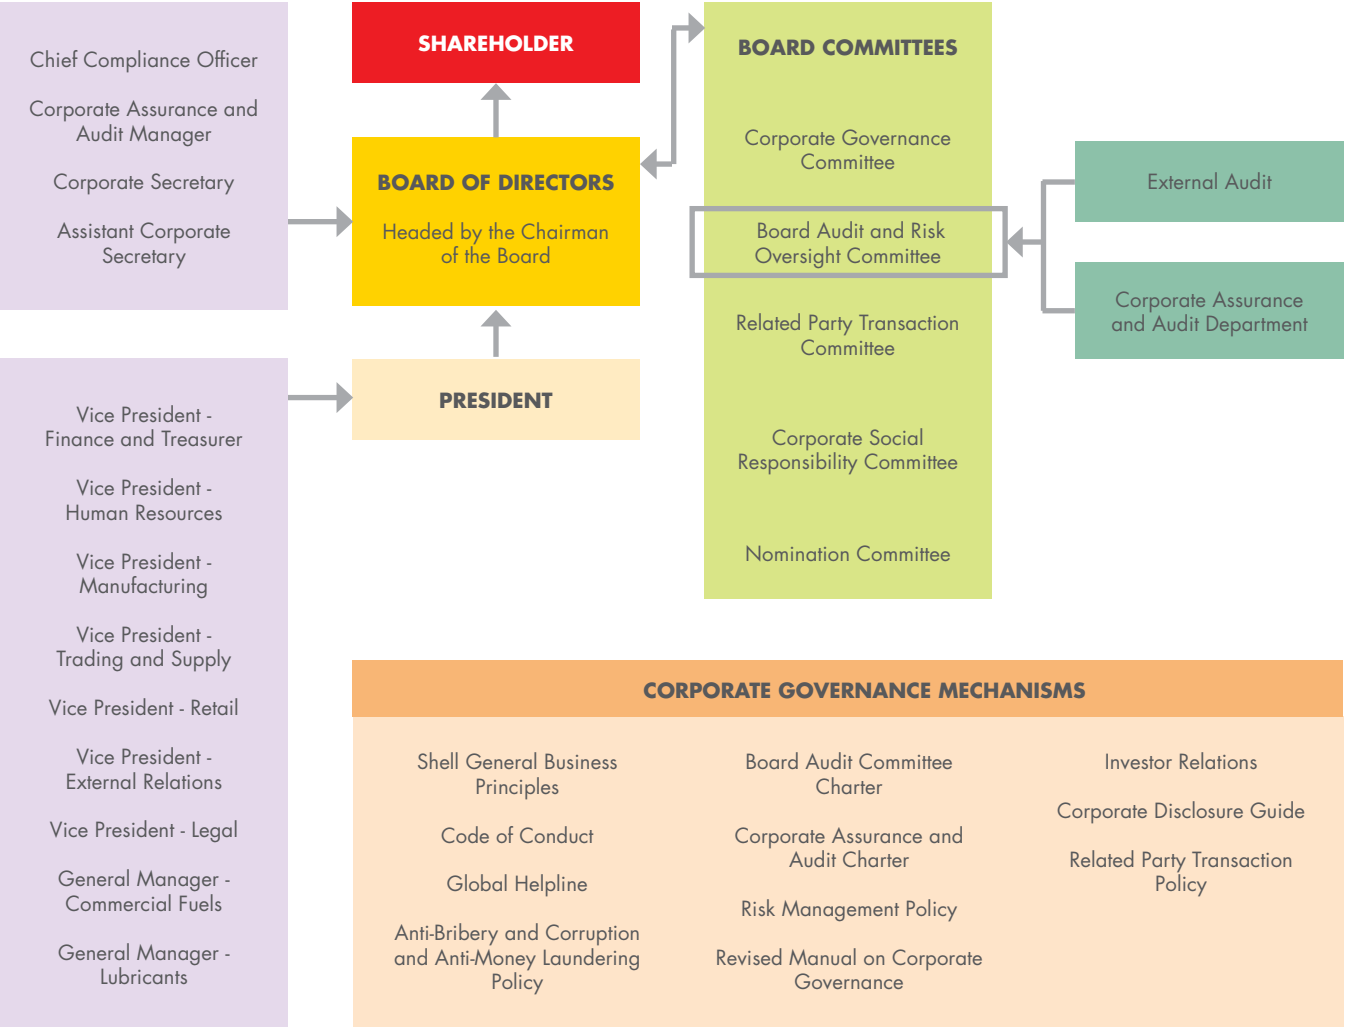 Chief Compliance Officer
Corporate Assurance and
Audit Manager
Corporate Secretary
Assistant Corporate
Secretary
SHAREHOLDER
BOARD OF DIRECTORS
Headed by the Chairman
of the Board
PRESIDENT
BOARD COMMITTEES
Corporate Governance
Committee
Board Audit and Risk
Oversight Committee
Related Party Transaction
Committee
Corporate Social
Responsibility Committee
Nomination Committee
External Audit
Corporate Assurance
and Audit Department
Vice President -
Finance and Treasurer
Vice President -
Human Resources
Vice President -
Manufacturing
Vice President -
Trading and Supply
Vice President - Retail
Vice President -
External Relations
Vice President - Legal
General Manager -
Commercial Fuels
General Manager -
Lubricants
CORPORATE GOVERNANCE MECHANISMS
Shell General Business
Principles
Code of Conduct
Global Helpline
Anti-Bribery and Corruption
and Anti-Money Laundering
Policy
Board Audit Committee
Charter
Corporate Assurance and
Audit Charter
Risk Management Policy
Revised Manual on Corporate
Governance
Investor Relations
Corporate Disclosure Guide
Related Party Transaction
Policy